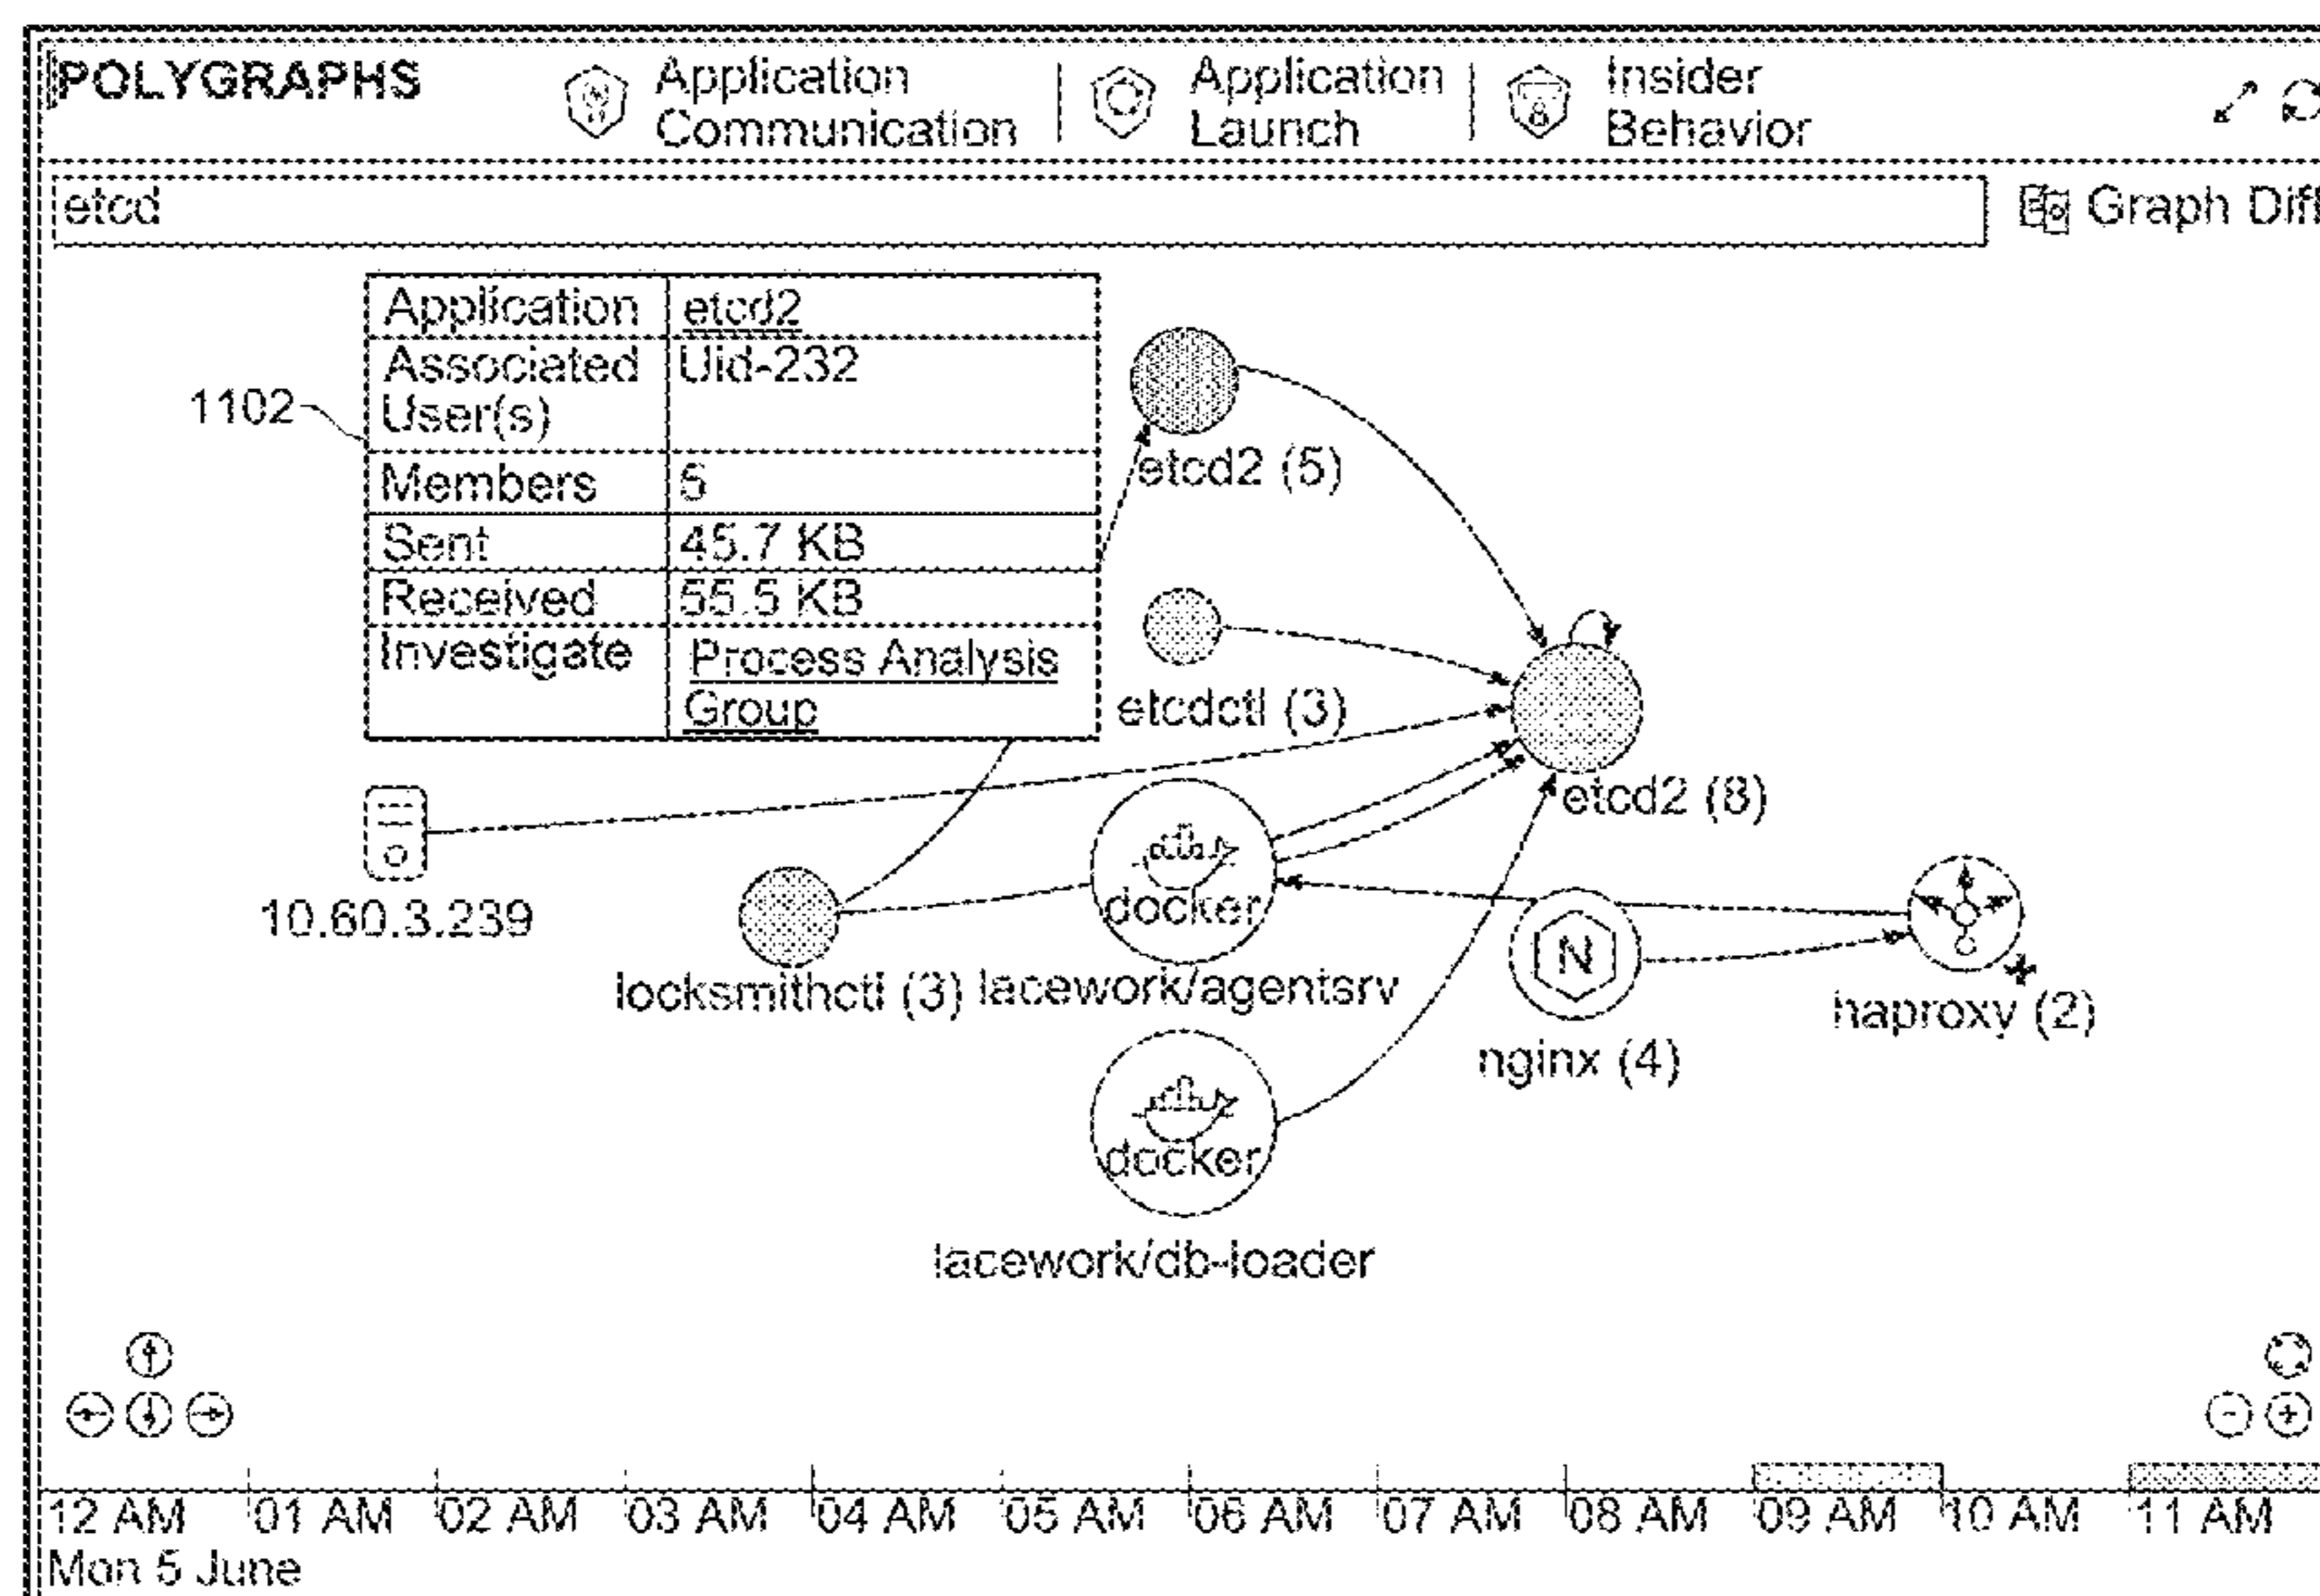 POLYGRAPHS
Application
Communication
Application
Launch
Insider
Behavior
etcd
Graph Diff
Application etcd2
Associated Uid-232
User(s)
1102
Members 5
Sent 45.7 KB
Received 55.5 KB
Investigate Process Analysis
Group
etcd2 (5)
etcdctl (3)
etcd2 (8)
10.60.3.239
docker
locksmithctl (3)
lacework/agentsrv
N
nginx (4)
haproxy (2)
docker
lacework/db-loader
12 AM 01 AM 02 AM 03 AM 04 AM 05 AM 06 AM 07 AM 08 AM 09 AM 10 AM 11 AM
Mon 5 June